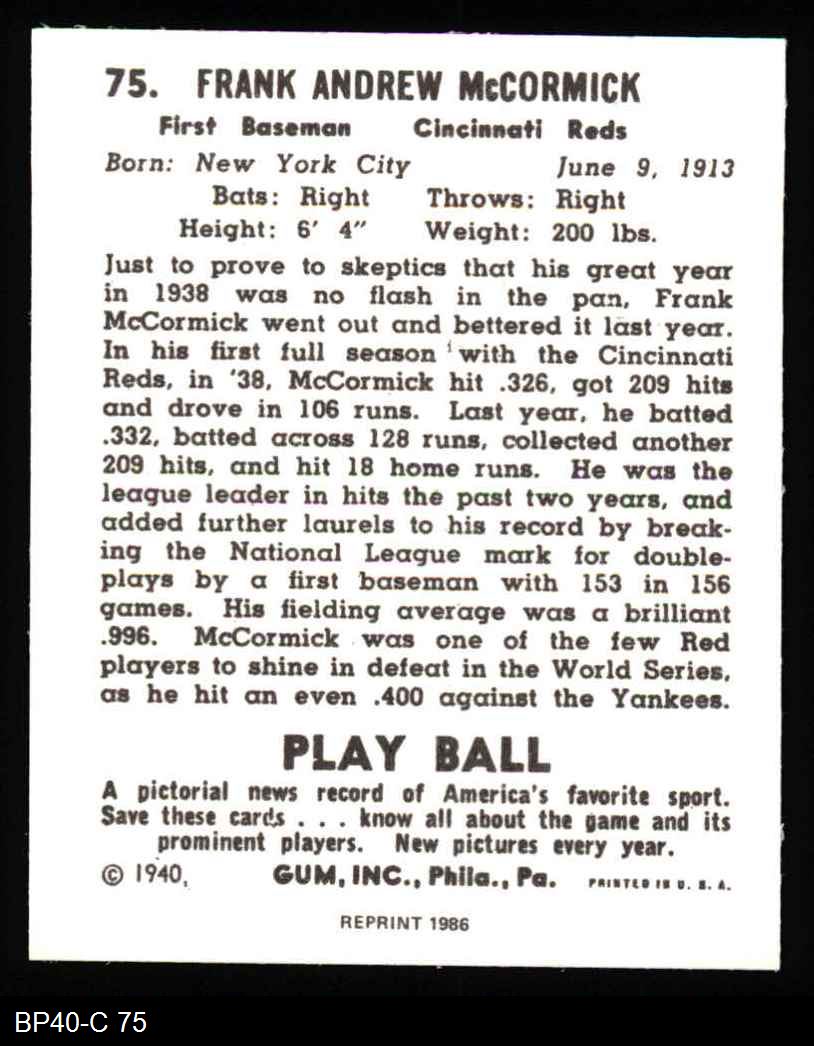 75. FRANK ANDREW McCORMICK
First Baseman Cincinnati Reds
Born: New York City June 9, 1913
Bats: Right Throws: Right
Height: 6' 4" Weight: 200 lbs.
Just to prove to skeptics that his great year
in 1938 was no flash in the pan, Frank
McCormick went out and bettered it last year.
In his first full season with the Cincinnati
Reds, in '38, McCormick hit .326, got 209 hits
and drove in 106 runs. Last year, he batted
.332, batted across 128 runs, collected another
209 hits, and hit 18 home runs. He was the
league leader in hits the past two years, and
added further laurels to his record by break-
ing the National League mark for double-
plays by a first baseman with 153 in 156
games. His fielding average was a brilliant
.996. McCormick was one of the few Red
players to shine in defeat in the World Series,
as he hit an even .400 against the Yankees.
PLAY BALL
A pictorial news record of America's favorite sport.
Save these cards . . . know all about the game and its
prominent players. New pictures every year.
© 1940, GUM, INC., Phila., Pa. PRINTED IN U. S. A.
REPRINT 1986
BP40-C 75